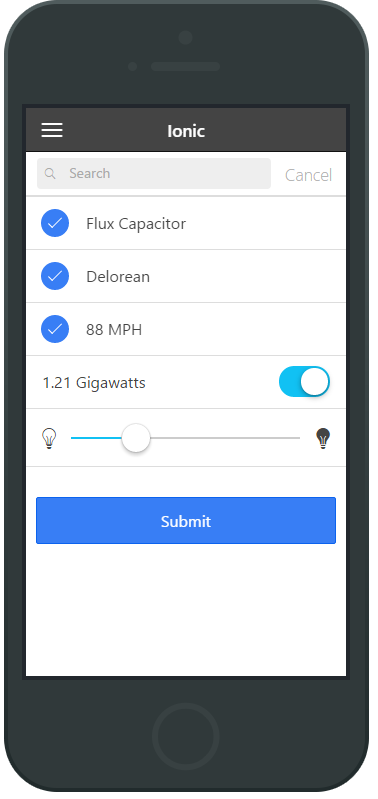 Ionic
Search Cancel
Flux Capacitor
Delorean
88 MPH
1.21 Gigawatts
Submit